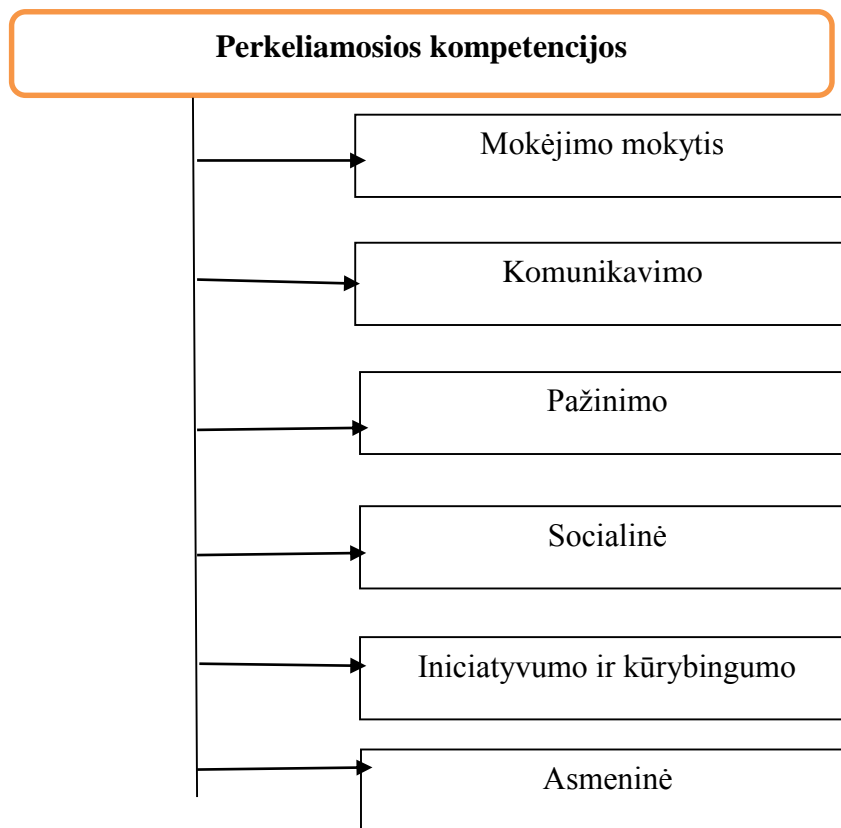 Perkeliamosios kompetencijos
Mokėjimo mokytis
Komunikavimo
Pažinimo
Socialinė
Iniciatyvumo ir kūrybingumo
Asmeninė